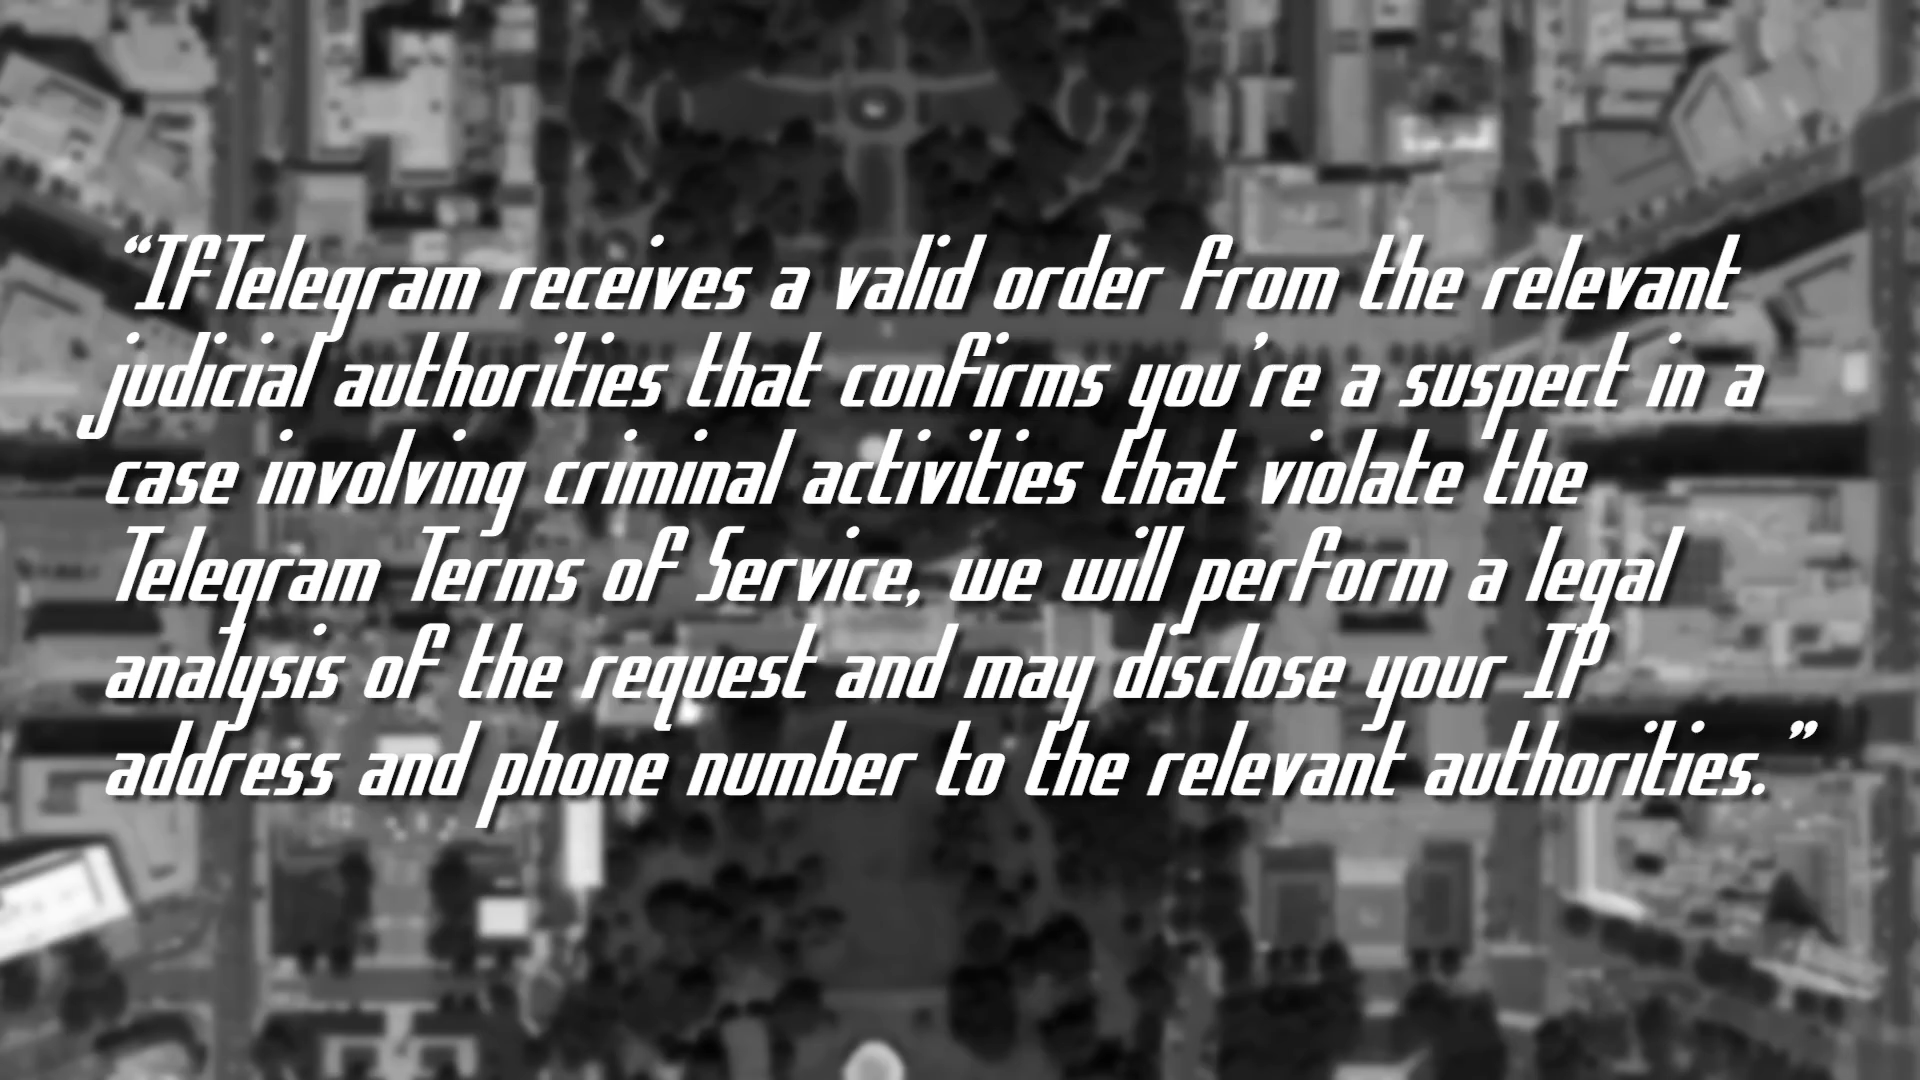 “If Telegram receives a valid order from the relevant
judicial authorities that confirms you’re a suspect in a
case involving criminal activities that violate the
Telegram Terms of Service, we will perform a legal
analysis of the request and may disclose your IP
address and phone number to the relevant authorities.”